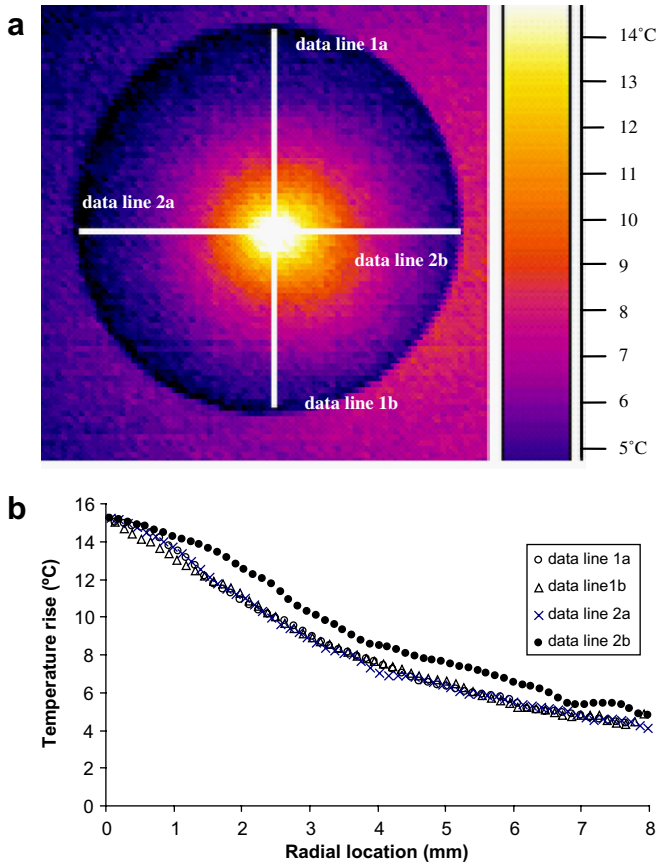 a
data line 1a
data line 2a
data line 2b
data line 1b
14˚C
13
12
11
10
9
8
7
6
5˚C
b
Temperature rise (ºC)
16
14
12
10
8
6
4
2
0
0 1 2 3 4 5 6 7 8
Radial location (mm)
data line 1a
data line1b
data line 2a
data line 2b